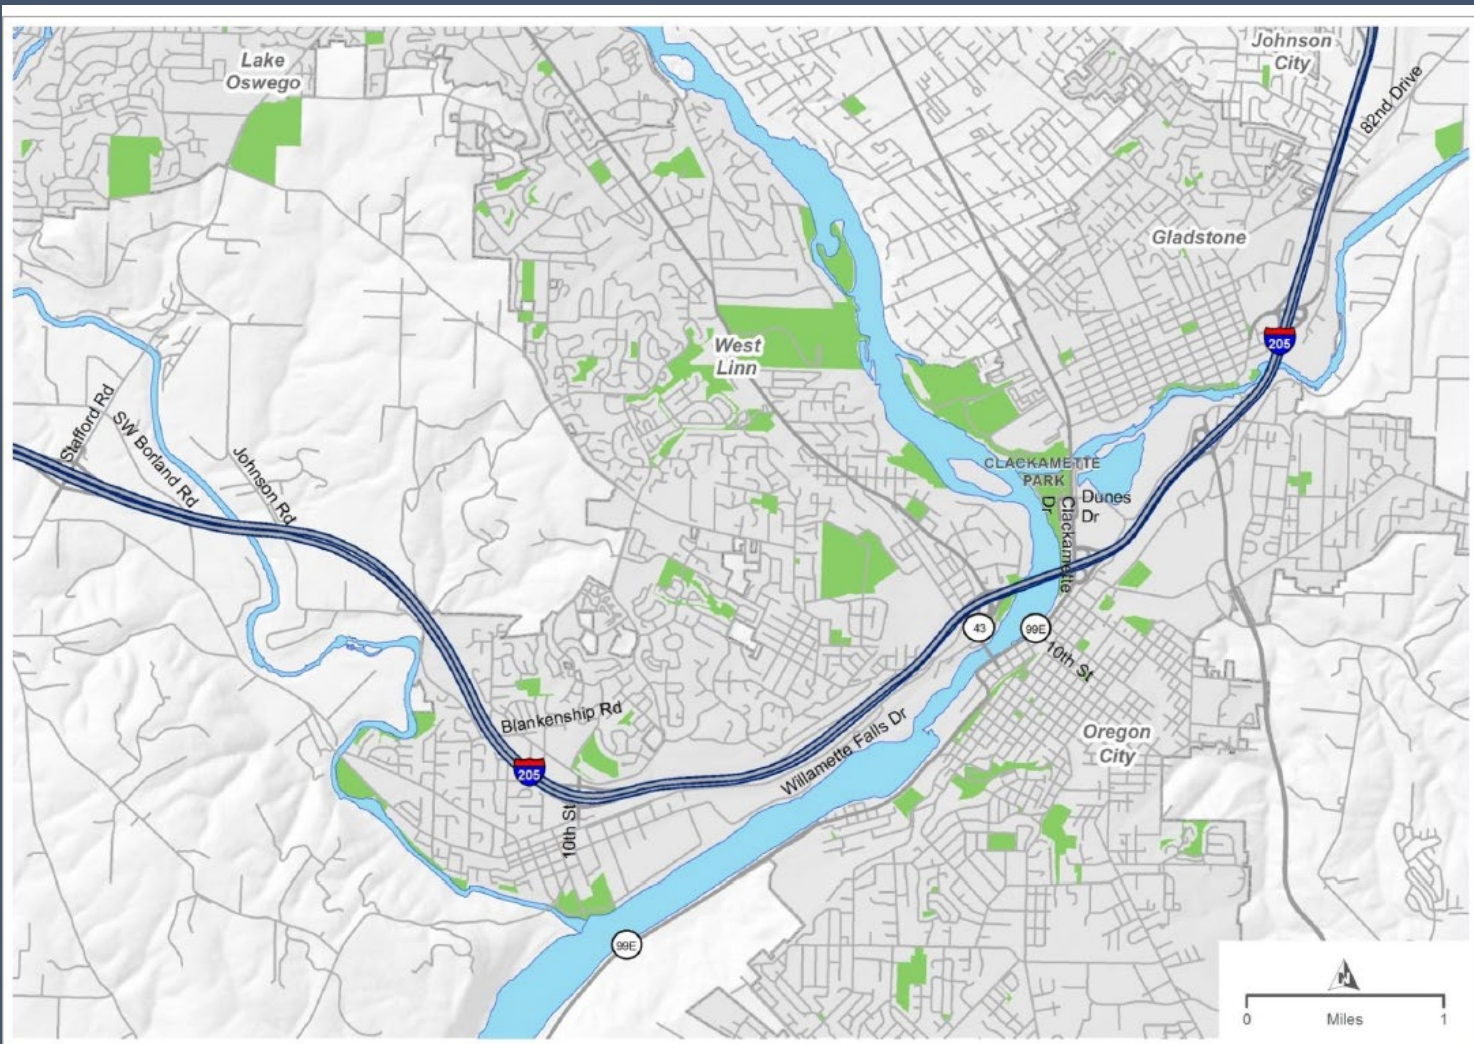 Lake
Oswego
Johnson
City
82nd Drive
Gladstone
205
West
Linn
Stafford Rd
SW Borland Rd
Johnson Rd
CLACKAMETTE
PARK
Dunes
Dr
Clackamette
Dr
43
99E
10th St
Blankenship Rd
Willamette Falls Dr
Oregon
City
205
10th St
99E
N
0
Miles
1